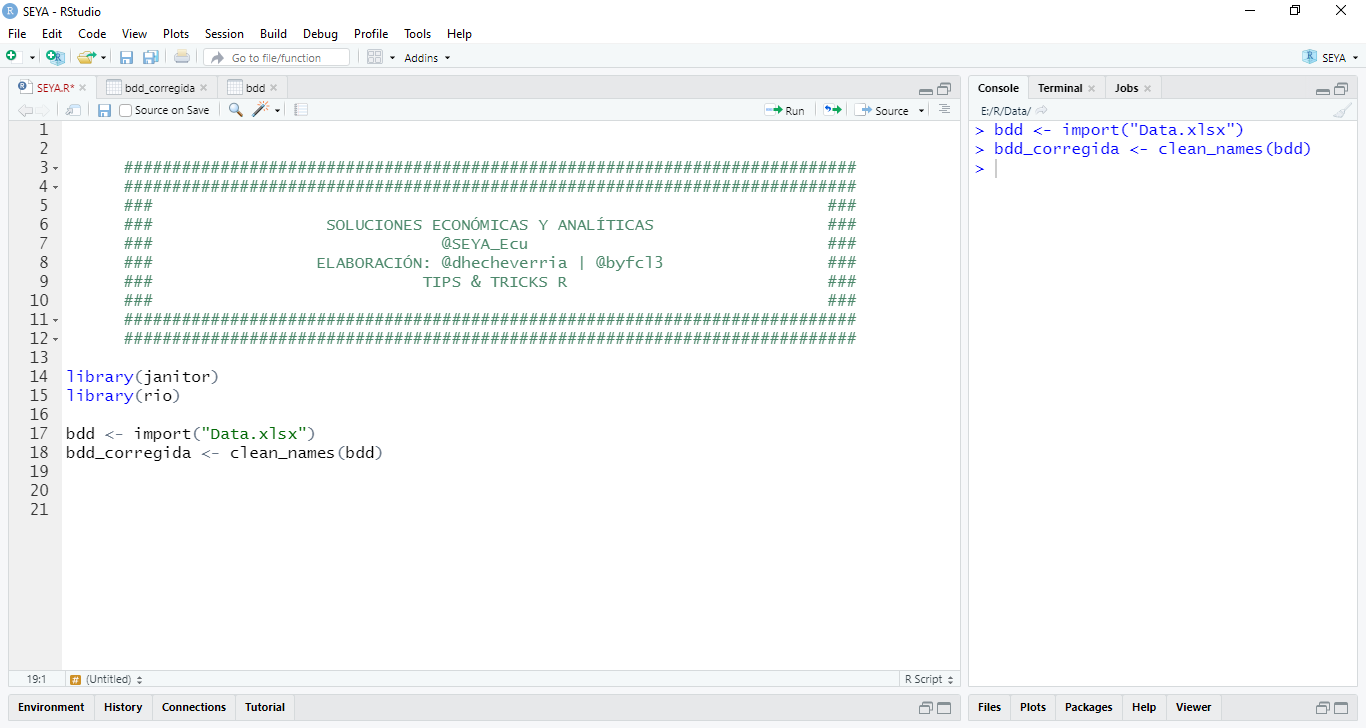 SEYA - RStudio
File Edit Code View Plots Session Build Debug Profile Tools Help
Go to file/function Addins SEYA
SEYA.R* bdd_corregida bdd
Source on Save Run Source
1
2
3 ############################################################################
4 ############################################################################
5 ### ###
6 ### SOLUCIONES ECONÓMICAS Y ANALÍTICAS ###
7 ### @SEYA_Ecu ###
8 ### ELABORACIÓN: @dhecheverria | @byfcl3 ###
9 ### TIPS & TRICKS R ###
10 ### ###
11 ############################################################################
12 ############################################################################
13
14 library(janitor)
15 library(rio)
16
17 bdd <- import("Data.xlsx")
18 bdd_corregida <- clean_names(bdd)
19
20
21
19:1 # (Untitled) R Script
Environment History Connections Tutorial
Console Terminal Jobs
E:/R/Data/
> bdd <- import("Data.xlsx")
> bdd_corregida <- clean_names(bdd)
>
Files Plots Packages Help Viewer